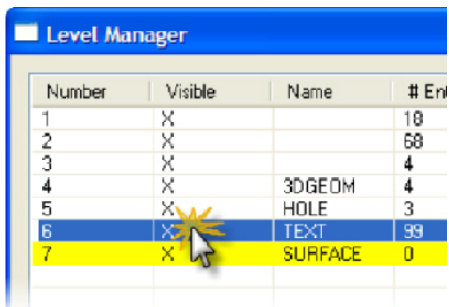 Level Manager
Number Visible Name # En
1 X 18
2 X 68
3 X 4
4 X 3DGEOM 4
5 X HOLE 3
6 X TEXT 99
7 X SURFACE 0